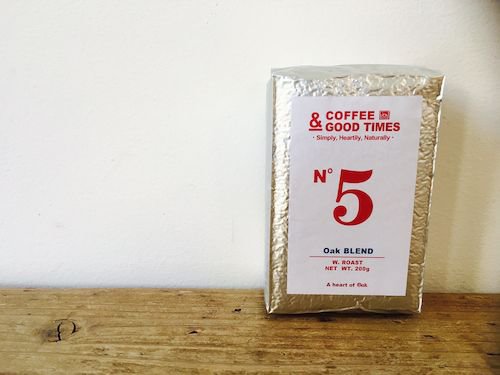 & COFFEE
GOOD TIMES
· Simply, Heartily, Naturally ·
N° 5
Oak BLEND
W. ROAST
NET WT. 200g
A heart of Oak